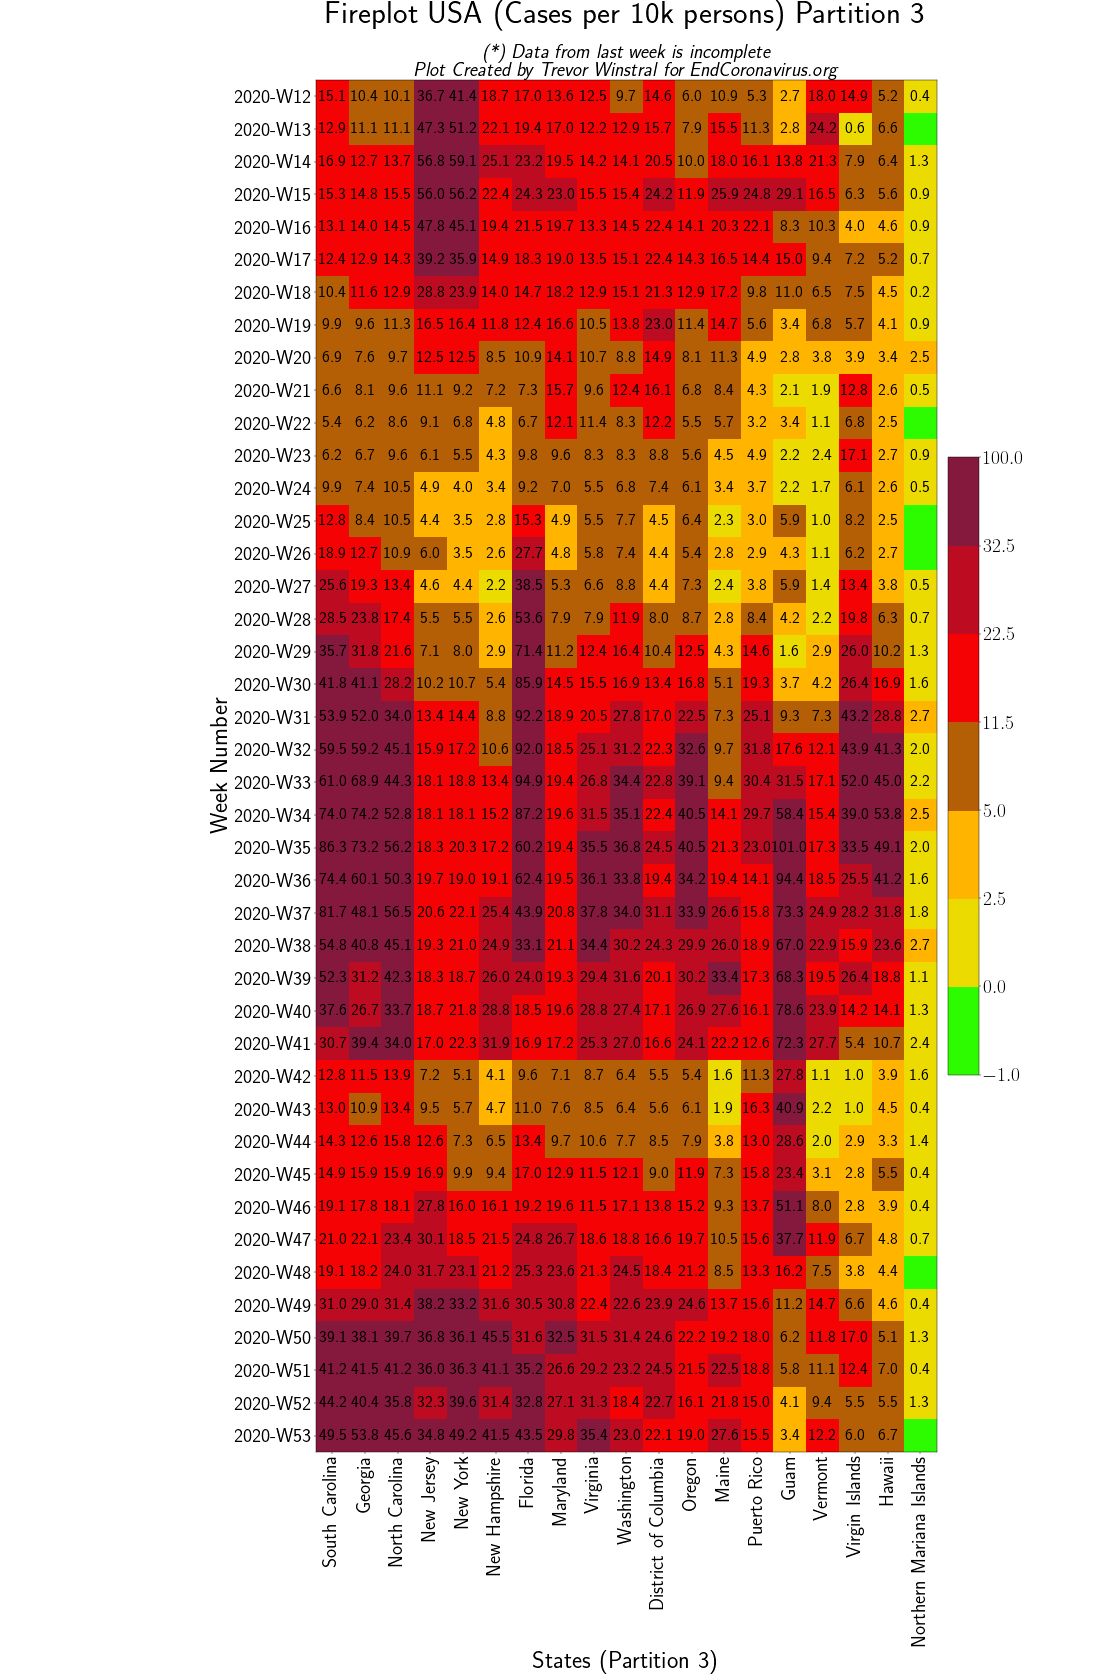 Fireplot USA (Cases per 10k persons) Partition 3
(*) Data from last week is incomplete
Plot Created by Trevor Winstral for EndCoronavirus.org
2020-W12 15.1 10.4 10.1 36.7 41.4 18.7 17.0 13.6 12.5 9.7 14.6 6.0 10.9 5.3 2.7 18.0 14.9 5.2 0.4
2020-W13 12.9 11.1 11.1 47.3 51.2 22.1 19.4 17.0 12.2 12.9 15.7 7.9 15.5 11.3 2.8 24.2 0.6 6.6
2020-W14 16.9 12.7 13.7 56.8 59.1 25.1 23.2 19.5 14.2 14.1 20.5 10.0 18.0 16.1 13.8 21.3 7.9 6.4 1.3
2020-W15 15.3 14.8 15.5 56.0 56.2 22.4 24.3 23.0 15.5 15.4 24.2 11.9 25.9 24.8 29.1 16.5 6.3 5.6 0.9
2020-W16 13.1 14.0 14.5 47.8 45.1 19.4 21.5 19.7 13.3 14.5 22.4 14.1 20.3 22.1 8.3 10.3 4.0 4.6 0.9
2020-W17 12.4 12.9 14.3 39.2 35.9 14.9 18.3 19.0 13.5 15.1 22.4 14.3 16.5 14.4 15.0 9.4 7.2 5.2 0.7
2020-W18 10.4 11.6 12.9 28.8 23.9 14.0 14.7 18.2 12.9 15.1 21.3 12.9 17.2 9.8 11.0 6.5 7.5 4.5 0.2
2020-W19 9.9 9.6 11.3 16.5 16.4 11.8 12.4 16.6 10.5 13.8 23.0 11.4 14.7 5.6 3.4 6.8 5.7 4.1 0.9
2020-W20 6.9 7.6 9.7 12.5 12.5 8.5 10.9 14.1 10.7 8.8 14.9 8.1 11.3 4.9 2.8 3.8 3.9 3.4 2.5
2020-W21 6.6 8.1 9.6 11.1 9.2 7.2 7.3 15.7 9.6 12.4 16.1 6.8 8.4 4.3 2.1 1.9 12.8 2.6 0.5
2020-W22 5.4 6.2 8.6 9.1 6.8 4.8 6.7 12.1 11.4 8.3 12.2 5.5 5.7 3.2 3.4 1.1 6.8 2.5
2020-W23 6.2 6.7 9.6 6.1 5.5 4.3 9.8 9.6 8.3 8.3 8.8 5.6 4.5 4.9 2.2 2.4 17.1 2.7 0.9
2020-W24 9.9 7.4 10.5 4.9 4.0 3.4 9.2 7.0 5.5 6.8 7.4 6.1 3.4 3.7 2.2 1.7 6.1 2.6 0.5
2020-W25 12.8 8.4 10.5 4.4 3.5 2.8 15.3 4.9 5.5 7.7 4.5 6.4 2.3 3.0 5.9 1.0 8.2 2.5
2020-W26 18.9 12.7 10.9 6.0 3.5 2.6 27.7 4.8 5.8 7.4 4.4 5.4 2.8 2.9 4.3 1.1 6.2 2.7
2020-W27 25.6 19.3 13.4 4.6 4.4 2.2 38.5 5.3 6.6 8.8 4.4 7.3 2.4 3.8 5.9 1.4 13.4 3.8 0.5
2020-W28 28.5 23.8 17.4 5.5 5.5 2.6 53.6 7.9 7.9 11.9 8.0 8.7 2.8 8.4 4.2 2.2 19.8 6.3 0.7
2020-W29 35.7 31.8 21.6 7.1 8.0 2.9 71.4 11.2 12.4 16.4 10.4 12.5 4.3 14.6 1.6 2.9 26.0 10.2 1.3
2020-W30 41.8 41.1 28.2 10.2 10.7 5.4 85.9 14.5 15.5 16.9 13.4 16.8 5.1 19.3 3.7 4.2 26.4 16.9 1.6
2020-W31 53.9 52.0 34.0 13.4 14.4 8.8 92.2 18.9 20.5 27.8 17.0 22.5 7.3 25.1 9.3 7.3 43.2 28.8 2.7
2020-W32 59.5 59.2 45.1 15.9 17.2 10.6 92.0 18.5 25.1 31.2 22.3 32.6 9.7 31.8 17.6 12.1 43.9 41.3 2.0
2020-W33 61.0 68.9 44.3 18.1 18.8 13.4 94.9 19.4 26.8 34.4 22.8 39.1 9.4 30.4 31.5 17.1 52.0 45.0 2.2
2020-W34 74.0 74.2 52.8 18.1 18.1 15.2 87.2 19.6 31.5 35.1 22.4 40.5 14.1 29.7 58.4 15.4 39.0 53.8 2.5
2020-W35 86.3 73.2 56.2 18.3 20.3 17.2 60.2 19.4 35.5 36.8 24.5 40.5 21.3 23.0 101.0 17.3 33.5 49.1 2.0
2020-W36 74.4 60.1 50.3 19.7 19.0 19.1 62.4 19.5 36.1 33.8 19.4 34.2 19.4 14.1 94.4 18.5 25.5 41.2 1.6
2020-W37 81.7 48.1 56.5 20.6 22.1 25.4 43.9 20.8 37.8 34.0 31.1 33.9 26.6 15.8 73.3 24.9 28.2 31.8 1.8
2020-W38 54.8 40.8 45.1 19.3 21.0 24.9 33.1 21.1 34.4 30.2 24.3 29.9 26.0 18.9 67.0 22.9 15.9 23.6 2.7
2020-W39 52.3 31.2 42.3 18.3 18.7 26.0 24.0 19.3 29.4 31.6 20.1 30.2 33.4 17.3 68.3 19.5 26.4 18.8 1.1
2020-W40 37.6 26.7 33.7 18.7 21.8 28.8 18.5 19.6 28.8 27.4 17.1 26.9 27.6 16.1 78.6 23.9 14.2 14.1 1.3
2020-W41 30.7 39.4 34.0 17.0 22.3 31.9 16.9 17.2 25.3 27.0 16.6 24.1 22.2 12.6 72.3 27.7 5.4 10.7 2.4
2020-W42 12.8 11.5 13.9 7.2 5.1 4.1 9.6 7.1 8.7 6.4 5.5 5.4 1.6 11.3 27.8 1.1 1.0 3.9 1.6
2020-W43 13.0 10.9 13.4 9.5 5.7 4.7 11.0 7.6 8.5 6.4 5.6 6.1 1.9 16.3 40.9 2.2 1.0 4.5 0.4
2020-W44 14.3 12.6 15.8 12.6 7.3 6.5 13.4 9.7 10.6 7.7 8.5 7.9 3.8 13.0 28.6 2.0 2.9 3.3 1.4
2020-W45 14.9 15.9 15.9 16.9 9.9 9.4 17.0 12.9 11.5 12.1 9.0 11.9 7.3 15.8 23.4 3.1 2.8 5.5 0.4
2020-W46 19.1 17.8 18.1 27.8 16.0 16.1 19.2 19.6 11.5 17.1 13.8 15.2 9.3 13.7 51.1 8.0 2.8 3.9 0.4
2020-W47 21.0 22.1 23.4 30.1 18.5 21.5 24.8 26.7 18.6 18.8 16.6 19.7 10.5 15.6 37.7 11.9 6.7 4.8 0.7
2020-W48 19.1 18.2 24.0 31.7 23.1 21.2 25.3 23.6 21.3 24.5 18.4 21.2 8.5 13.3 16.2 7.5 3.8 4.4
2020-W49 31.0 29.0 31.4 38.2 33.2 31.6 30.5 30.8 22.4 22.6 23.9 24.6 13.7 15.6 11.2 14.7 6.6 4.6 0.4
2020-W50 39.1 38.1 39.7 36.8 36.1 45.5 31.6 32.5 31.5 31.4 24.6 22.2 19.2 18.0 6.2 11.8 17.0 5.1 1.3
2020-W51 41.2 41.5 41.2 36.0 36.3 41.1 35.2 26.6 29.2 23.2 24.5 21.5 22.5 18.8 5.8 11.1 12.4 7.0 0.4
2020-W52 44.2 40.4 35.8 32.3 39.6 31.4 32.8 27.1 31.3 18.4 22.7 16.1 21.8 15.0 4.1 9.4 5.5 5.5 1.3
2020-W53 49.5 53.8 45.6 34.8 49.2 41.5 43.5 29.8 35.4 23.0 22.1 19.0 27.6 15.5 3.4 12.2 6.0 6.7
Week Number
South Carolina
Georgia
North Carolina
New Jersey
New York
New Hampshire
Florida
Maryland
Virginia
Washington
District of Columbia
Oregon
Maine
Puerto Rico
Guam
Vermont
Virgin Islands
Hawaii
Northern Mariana Islands
States (Partition 3)
100.0
32.5
22.5
11.5
5.0
2.5
0.0
−1.0